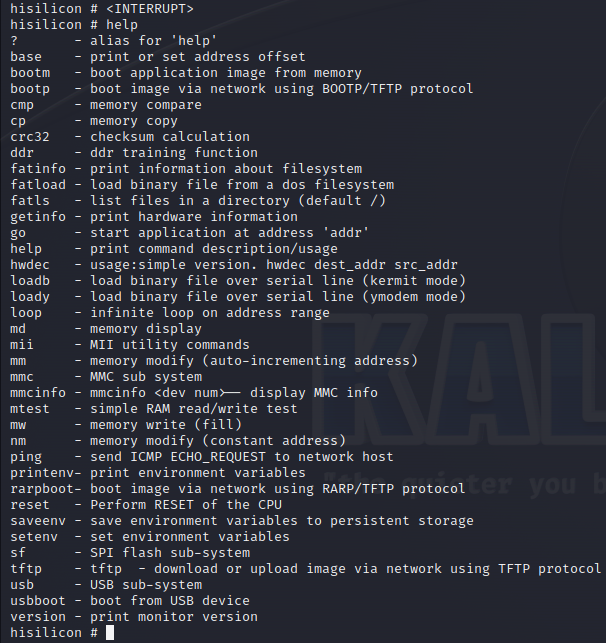 hisilicon # <INTERRUPT>
hisilicon # help
?       - alias for 'help'
base    - print or set address offset
bootm   - boot application image from memory
bootp   - boot image via network using BOOTP/TFTP protocol
cmp     - memory compare
cp      - memory copy
crc32   - checksum calculation
ddr     - ddr training function
fatinfo - print information about filesystem
fatload - load binary file from a dos filesystem
fatls   - list files in a directory (default /)
getinfo - print hardware information
go      - start application at address 'addr'
help    - print command description/usage
hwdec   - usage:simple version. hwdec dest_addr src_addr
loadb   - load binary file over serial line (kermit mode)
loady   - load binary file over serial line (ymodem mode)
loop    - infinite loop on address range
md      - memory display
mii     - MII utility commands
mm      - memory modify (auto-incrementing address)
mmc     - MMC sub system
mmcinfo - mmcinfo <dev num>-- display MMC info
mtest   - simple RAM read/write test
mw      - memory write (fill)
nm      - memory modify (constant address)
ping    - send ICMP ECHO_REQUEST to network host
printenv- print environment variables
rarpboot- boot image via network using RARP/TFTP protocol
reset   - Perform RESET of the CPU
saveenv - save environment variables to persistent storage
setenv  - set environment variables
sf      - SPI flash sub-system
tftp    - tftp  - download or upload image via network using TFTP protocol
usb     - USB sub-system
usbboot - boot from USB device
version - print monitor version
hisilicon #
KAL
"the quieter you b